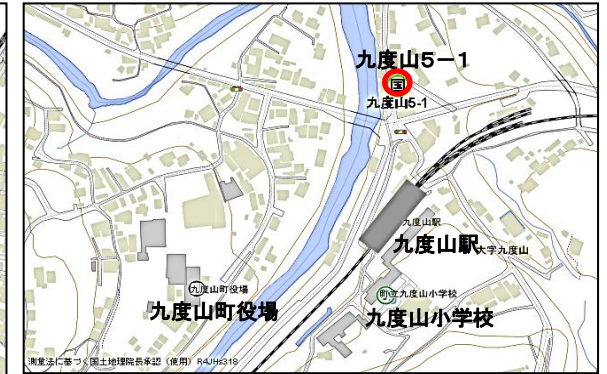 九度山5-1
国
九度山5-1
九度山駅
九度山駅
大字九度山
九度山町役場
九度山町役場
町立九度山小学校
九度山小学校
測量法に基づく国土地理院長承認（使用）R4JHs318